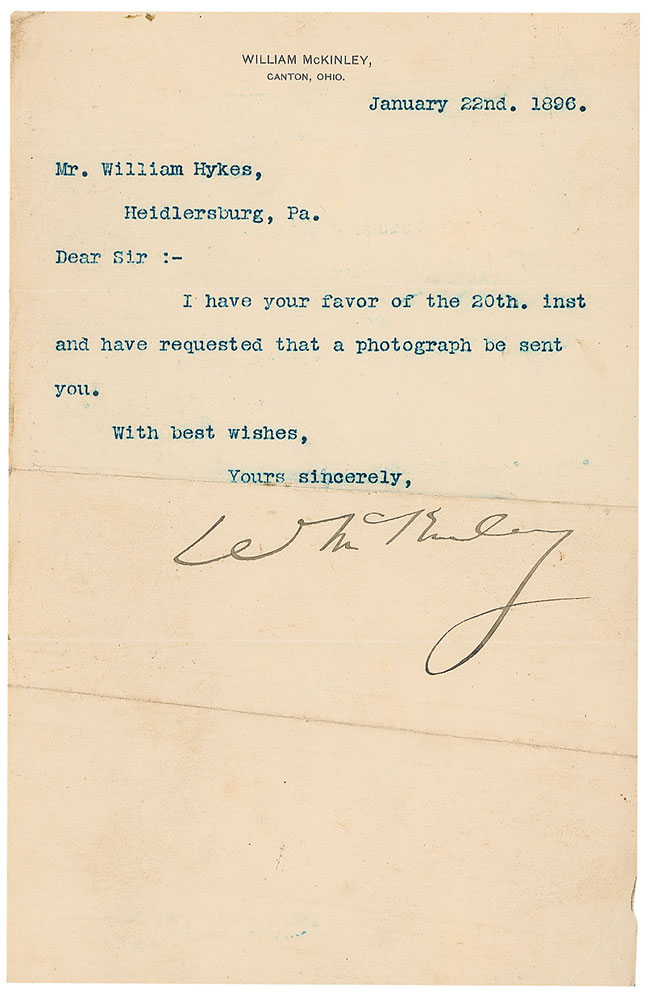 WILLIAM McKINLEY,
CANTON, OHIO.
January 22nd. 1896.
Mr. William Hykes,
Heidlersburg, Pa.
Dear Sir :-
I have your favor of the 20th. inst
and have requested that a photograph be sent
you.
With best wishes,
Yours sincerely,
Wm McKinley